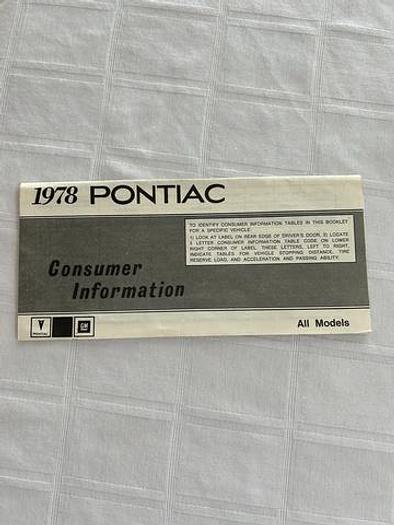 1978 PONTIAC
TO IDENTIFY CONSUMER INFORMATION TABLES IN THIS BOOKLET
FOR A SPECIFIC VEHICLE
1) LOOK AT LABEL ON REAR EDGE OF DRIVER'S DOOR, 2) LOCATE
3 LETTER CONSUMER INFORMATION TABLE CODE ON LOWER
RIGHT CORNER OF LABEL. THESE LETTERS, LEFT TO RIGHT,
INDICATE TABLES FOR VEHICLE STOPPING DISTANCE, TIRE
RESERVE LOAD, AND ACCELERATION AND PASSING ABILITY.
Consumer
Information
PONTIAC
GM
All Models